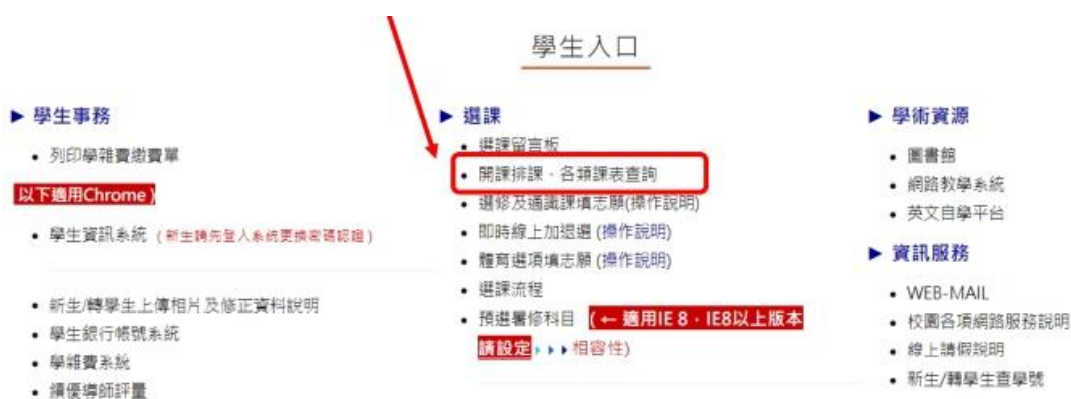 學生入口
► 學生事務
• 列印學雜費繳費單
以下適用Chrome)
• 學生資訊系統 (新生請先登入系統更換密碼認證)
• 新生/轉學生上傳相片及修正資料說明
• 學生銀行帳號系統
• 學雜費系統
• 績優導師評量
► 選課
• 選課留言板
• 開課排課、各類課表查詢
• 選修及通識課填志願(操作說明)
• 即時線上加退選 (操作說明)
• 體育選項填志願 (操作說明)
• 選課流程
• 預選暑修科目 (← 適用IE 8、IE8以上版本
請設定►►►相容性)
► 學術資源
• 圖書館
• 網路教學系統
• 英文自學平台
► 資訊服務
• WEB-MAIL
• 校園各項網路服務說明
• 線上請假說明
• 新生/轉學生查學號